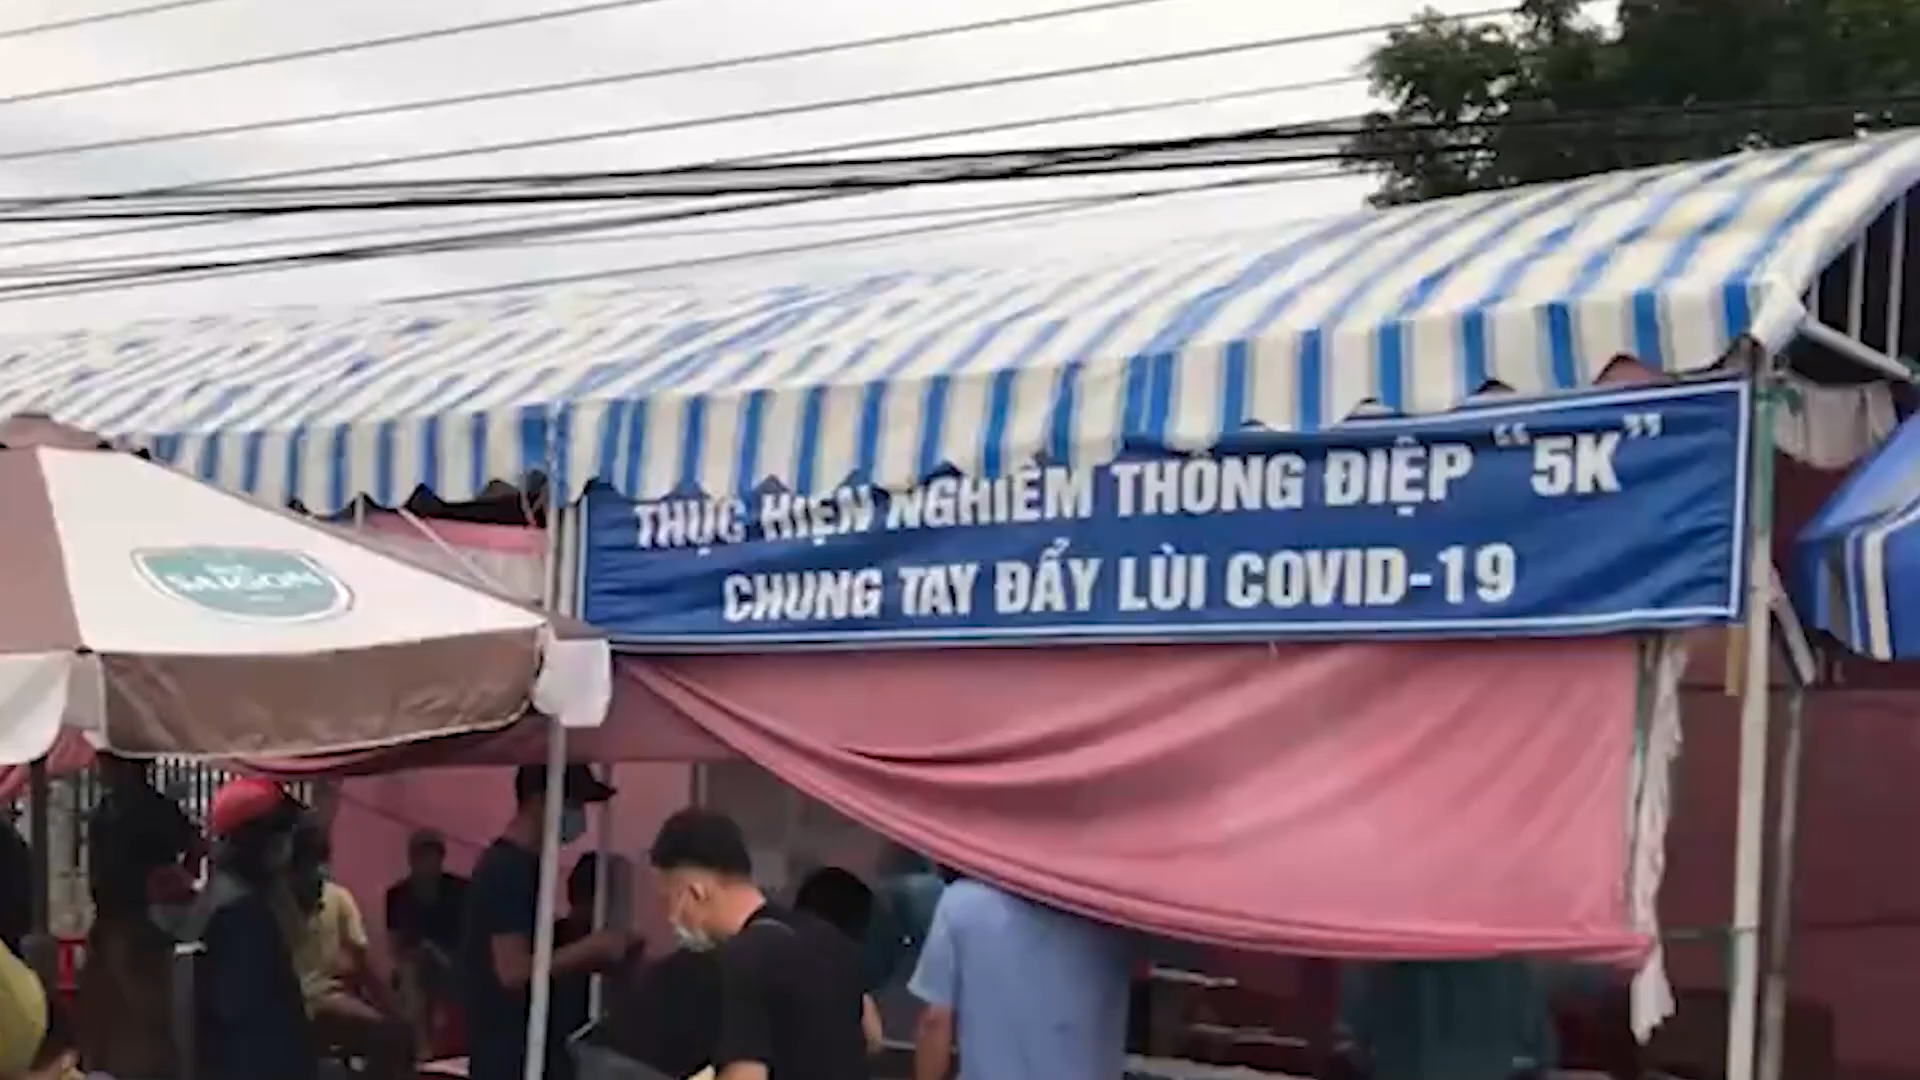 SAIGON
THỰC HIỆN NGHIÊM THÔNG ĐIỆP “5K”
CHUNG TAY ĐẨY LÙI COVID-19